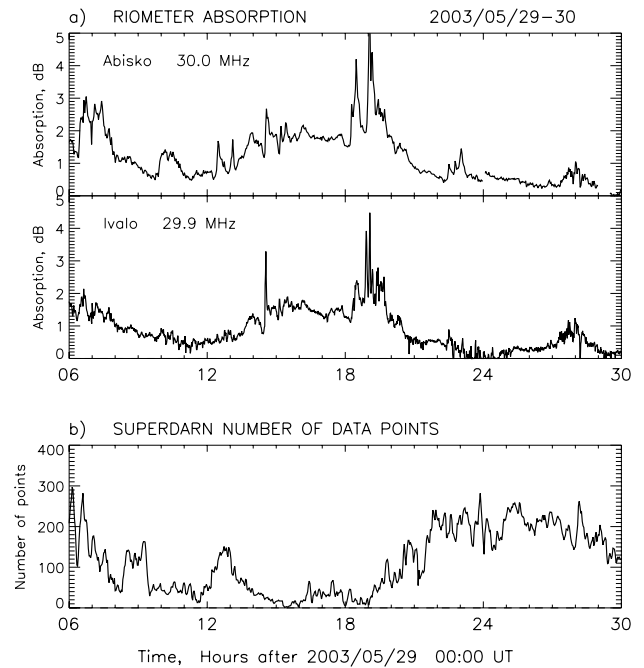 a) RIOMETER ABSORPTION 2003/05/29-30
Abisko 30.0 MHz
Absorption, dB
5
4
3
2
1
0
Ivalo 29.9 MHz
Absorption, dB
5
4
3
2
1
0
06 12 18 24 30
b) SUPERDARN NUMBER OF DATA POINTS
Number of points
400
300
200
100
0
06 12 18 24 30
Time, Hours after 2003/05/29 00:00 UT